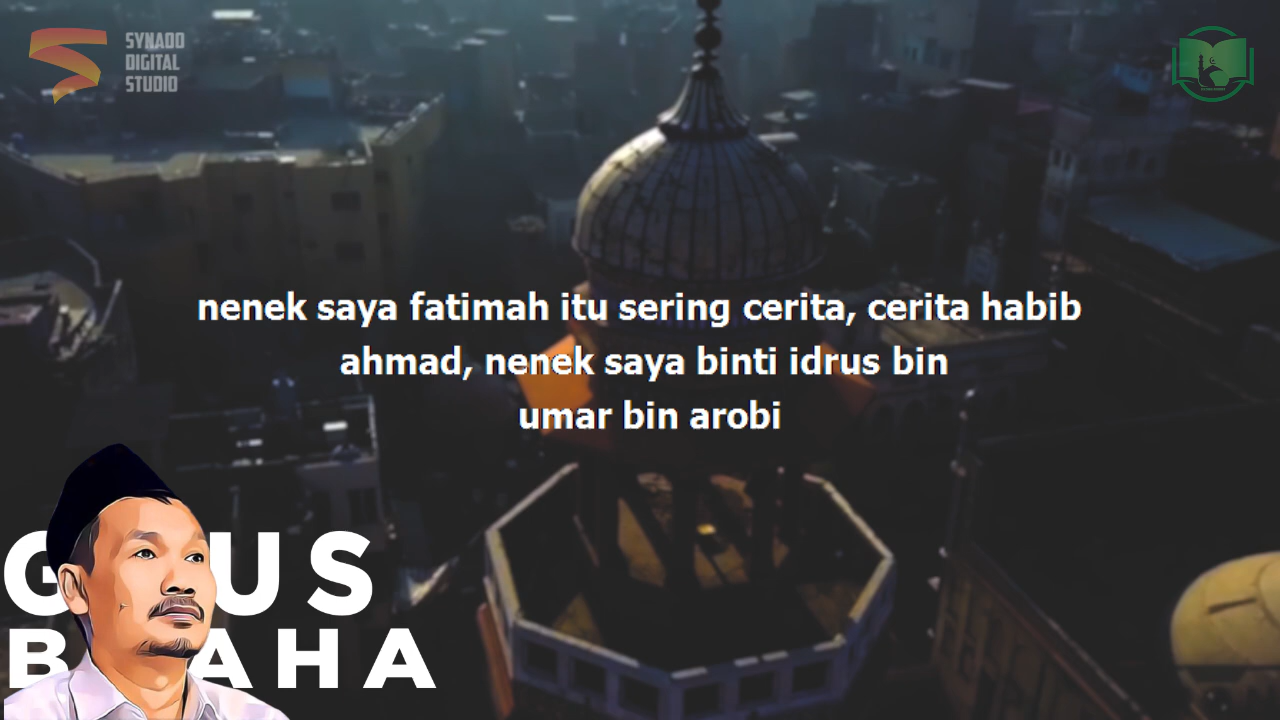 SYNADO
DIGITAL
STUDIO
nenek saya fatimah itu sering cerita, cerita habib
ahmad, nenek saya binti idrus bin
umar bin arobi
GUS
BAHA